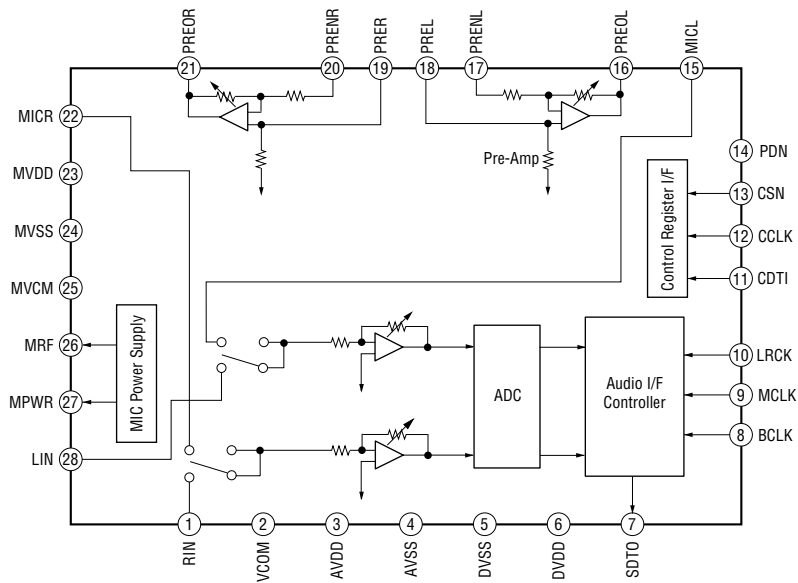 PREOR
PRENR
PRER
PREL
PRENL
PREOL
MICL
21
20
19
18
17
16
15
MICR 22
MVDD 23
MVSS 24
MVCM 25
MRF 26
MPWR 27
LIN 28
Pre-Amp
14 PDN
13 CSN
12 CCLK
11 CDTI
Control Register I/F
MIC Power Supply
ADC
Audio I/F
Controller
10 LRCK
9 MCLK
8 BCLK
1
2
3
4
5
6
7
RIN
VCOM
AVDD
AVSS
DVSS
DVDD
SDTO